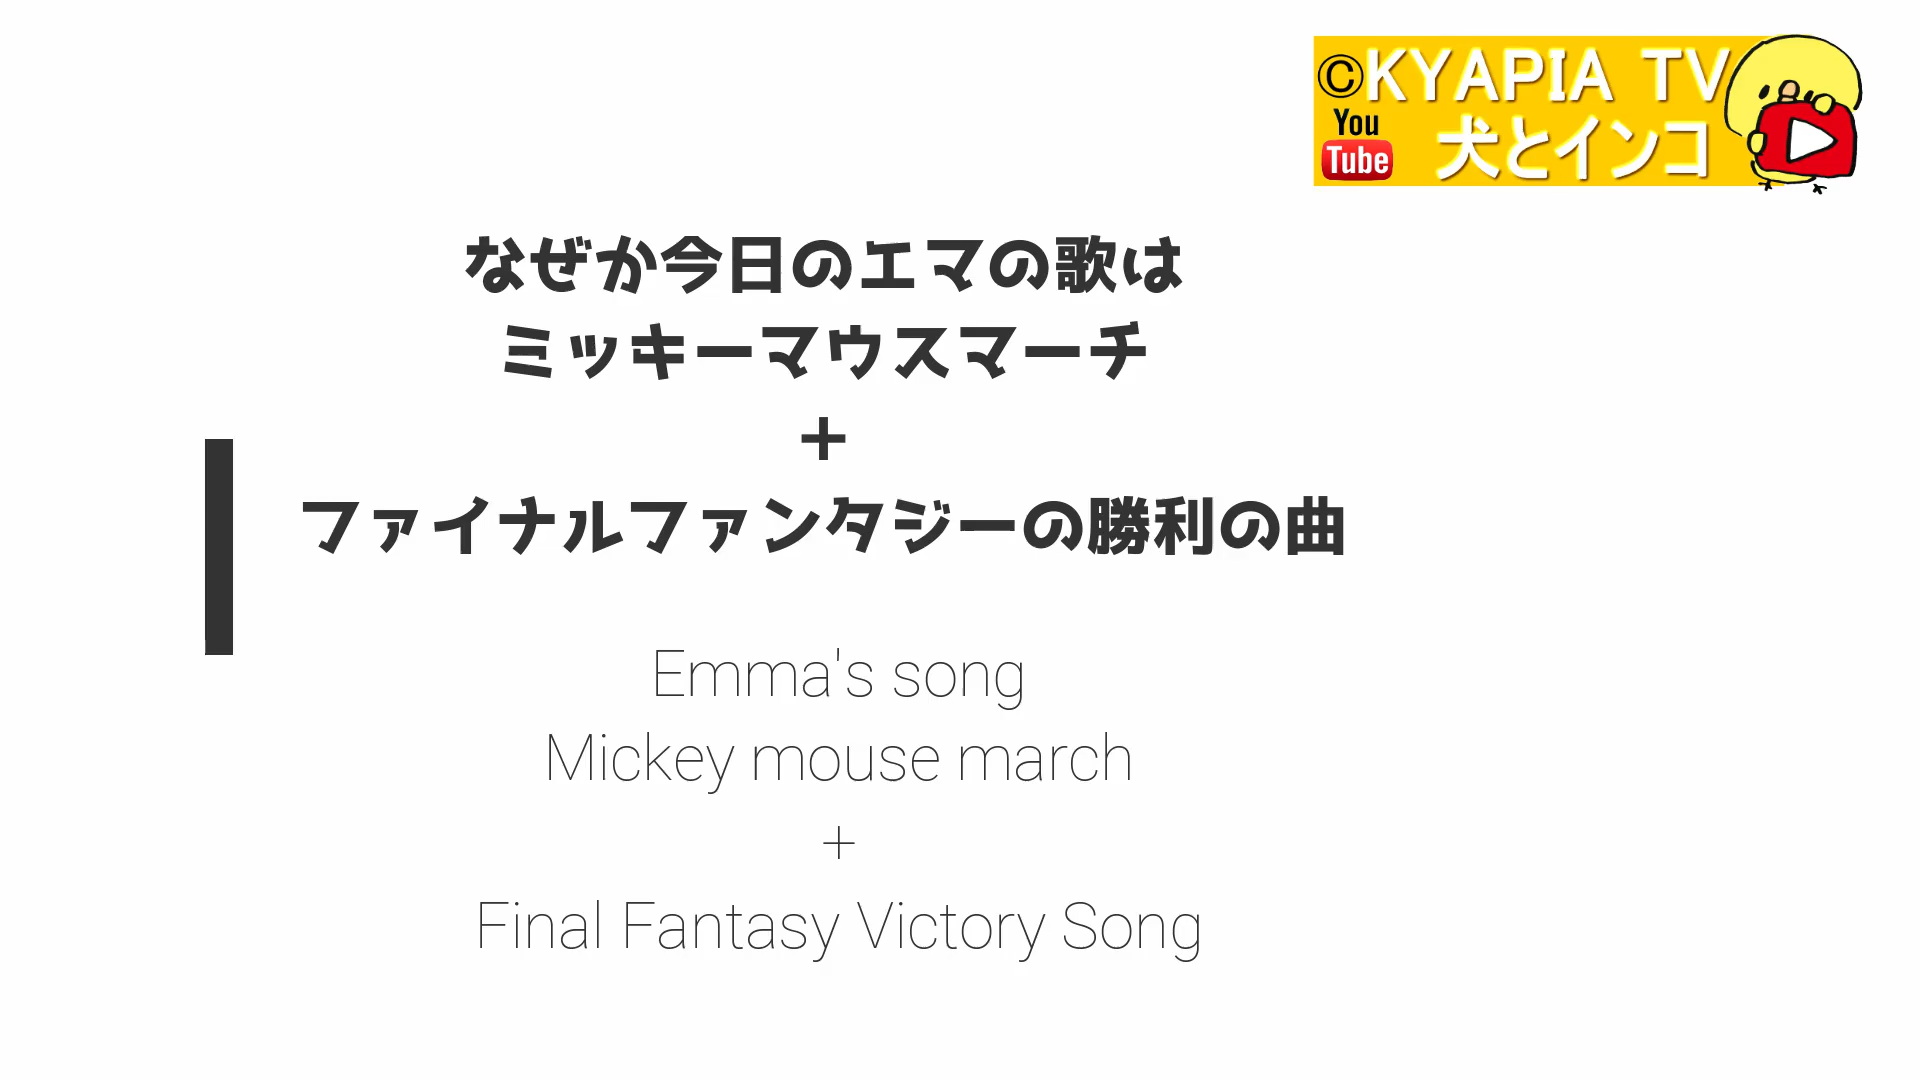 ©KYAPIA TV
You
Tube
犬とインコ
なぜか今日のエマの歌は
ミッキーマウスマーチ
+
ファイナルファンタジーの勝利の曲
Emma's song
Mickey mouse march
+
Final Fantasy Victory Song